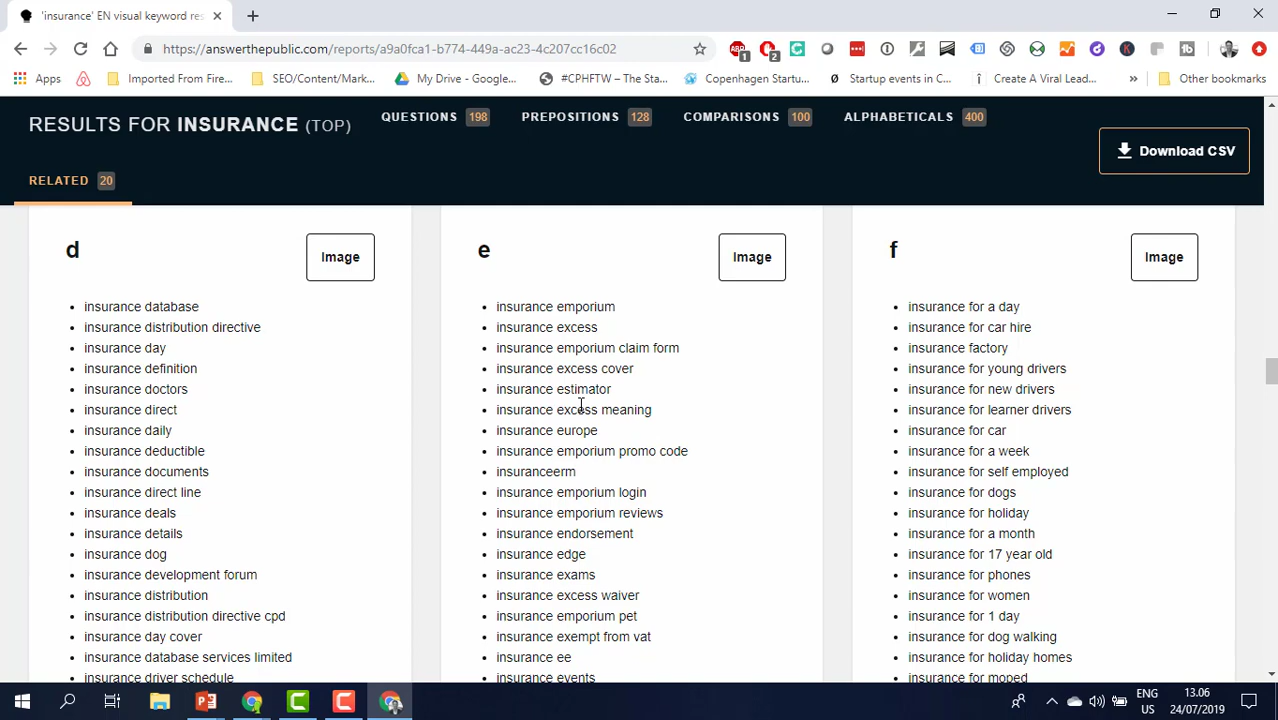 'insurance' EN visual keyword res
https://answerthepublic.com/reports/a9a0fca1-b774-449a-ac23-4c207cc16c02
1
2
Apps
Imported From Fire...
SEO/Content/Mark...
My Drive - Google...
#CPHFTW – The Sta...
Copenhagen Startu...
Startup events in C...
Create A Viral Lead...
»
Other bookmarks
RESULTS FOR INSURANCE (TOP)
QUESTIONS 198
PREPOSITIONS 128
COMPARISONS 100
ALPHABETICALS 400
Download CSV
RELATED 20
d
Image
insurance database
insurance distribution directive
insurance day
insurance definition
insurance doctors
insurance direct
insurance daily
insurance deductible
insurance documents
insurance direct line
insurance deals
insurance details
insurance dog
insurance development forum
insurance distribution
insurance distribution directive cpd
insurance day cover
insurance database services limited
insurance driver schedule
e
Image
insurance emporium
insurance excess
insurance emporium claim form
insurance excess cover
insurance estimator
insurance excess meaning
insurance europe
insurance emporium promo code
insuranceerm
insurance emporium login
insurance emporium reviews
insurance endorsement
insurance edge
insurance exams
insurance excess waiver
insurance emporium pet
insurance exempt from vat
insurance ee
insurance events
f
Image
insurance for a day
insurance for car hire
insurance factory
insurance for young drivers
insurance for new drivers
insurance for learner drivers
insurance for car
insurance for a week
insurance for self employed
insurance for dogs
insurance for holiday
insurance for a month
insurance for 17 year old
insurance for phones
insurance for women
insurance for 1 day
insurance for dog walking
insurance for holiday homes
insurance for moped
ENG
US
13.06
24/07/2019